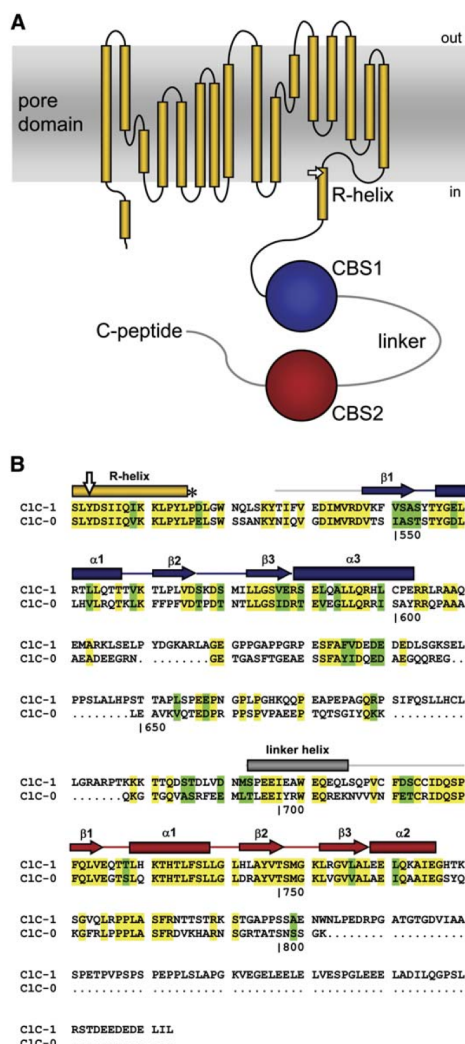 A
out
pore
domain
in
R-helix
CBS1
C-peptide
linker
CBS2
B
R-helix * β1
ClC-1 SLYDSIIQIK KLPYLPDLGW NQLSKYTIFV EDIMVRDVKF VSASYTYGEL
ClC-0 SLYDSIIQVK KLPYLPELSW SSANKYNIQV GDIMVRDVTS IASTSTYGDL
|550
α1 β2 β3 α3
ClC-1 RTLLQTTTVK TLPLVDSKDS MILLGSVERS ELQALLQRHL CPERRLRAAQ
ClC-0 LHVLRQTKLK FFPFVDTPDT NTLLGSIERT EVEGLLQRRI SAYRRQPAAA
|600
ClC-1 EMARKLSELP YDGKARLAGE GPPGAPPGRP ESFAFVDEDE DEDLSGKSEL
ClC-0 AEADEEGRN. ........GE TGASFTGEAE SSFAYIDQED AEGQQREG..
ClC-1 PPSLALHPST TAPLSPEEPN GPLPGHKQQP EAPEPAGQRP SIFQSLLHCL
ClC-0 ........LE AVKVQTEDPR PPSPVPAEEP TQTSGIYQKK ..........
|650
linker helix
ClC-1 LGRARPTKKK TTQDSTDLVD NMSPEEIEAW EQEQLSQPVC FDSCCIDQSP
ClC-0 .......QKG TGQVASRFEE MLTLEEIYRW EQREKNVVVN FETCRIDQSP
|700
β1 α1 β2 β3 α2
ClC-1 FQLVEQTTLH KTHTLFSLLG LHLAYVTSMG KLRGVLALEE LQKAIEGHTK
ClC-0 FQLVEGTSLQ KTHTLFSLLG LDRAYVTSMG KLVGVVALAE IQAAIEGSYQ
|750
ClC-1 SGVQLRPPLA SFRNTTSTRK STGAPPSSAE NWNLPEDRPG ATGTGDVIAA
ClC-0 KGFRLPPPLA SFRDVKHARN SGRTATSNSS GK........ ..........
|800
ClC-1 SPETPVPSPS PEPPLSLAPG KVEGELEELE LVESPGLEEE LADILQGPSL
ClC-0 .......... .......... .......... .......... ..........
ClC-1 RSTDEEDEDE LIL
ClC-0 .......... ...